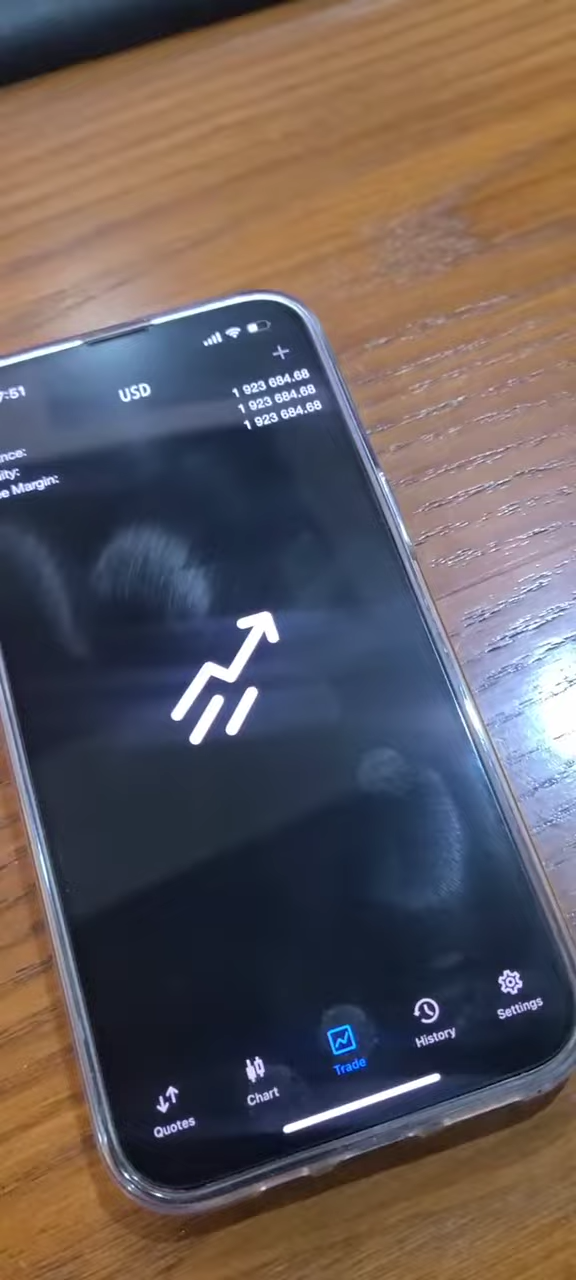 7:51
USD
nce: 1 923 684.68
ity: 1 923 684.68
e Margin: 1 923 684.68
Quotes
Chart
Trade
History
Settings